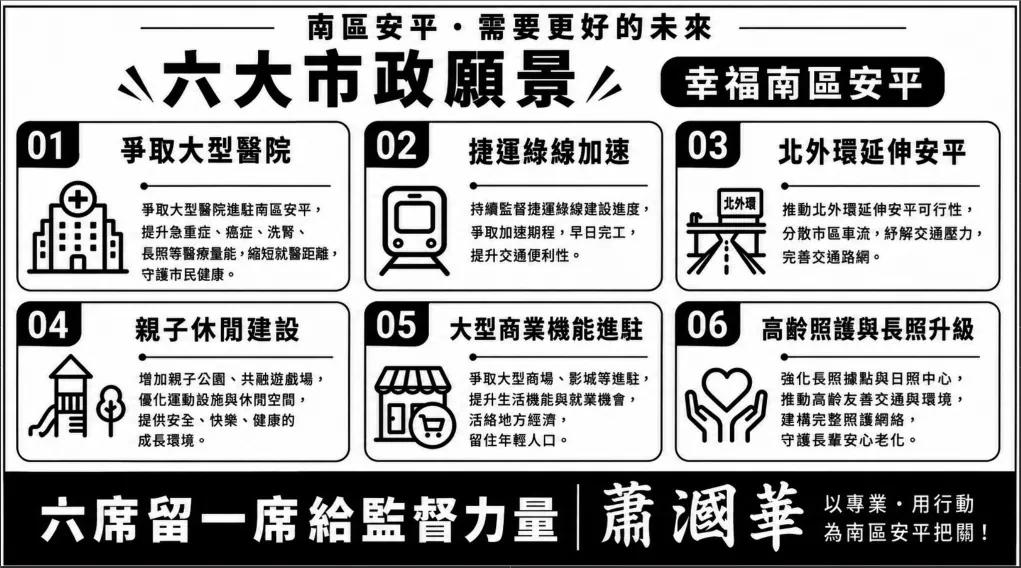 南區安平・需要更好的未來
六大市政願景
幸福南區安平
01
爭取大型醫院
爭取大型醫院進駐南區安平，
提升急重症、癌症、洗腎、
長照等醫療量能，縮短就醫距離，
守護市民健康。
02
捷運綠線加速
持續監督捷運綠線建設進度，
爭取加速期程，早日完工，
提升交通便利性。
03
北外環延伸安平
北外環
推動北外環延伸安平可行性，
分散市區車流，紓解交通壓力，
完善交通路網。
04
親子休閒建設
增加親子公園、共融遊戲場，
優化運動設施與休閒空間，
提供安全、快樂、健康的
成長環境。
05
大型商業機能進駐
爭取大型商場、影城等進駐，
提升生活機能與就業機會，
活絡地方經濟，
留住年輕人口。
06
高齡照護與長照升級
強化長照據點與日照中心，
推動高齡友善交通與環境，
建構完整照護網絡，
守護長輩安心老化。
六席留一席給監督力量
蕭瀷華
以專業・用行動
為南區安平把關！